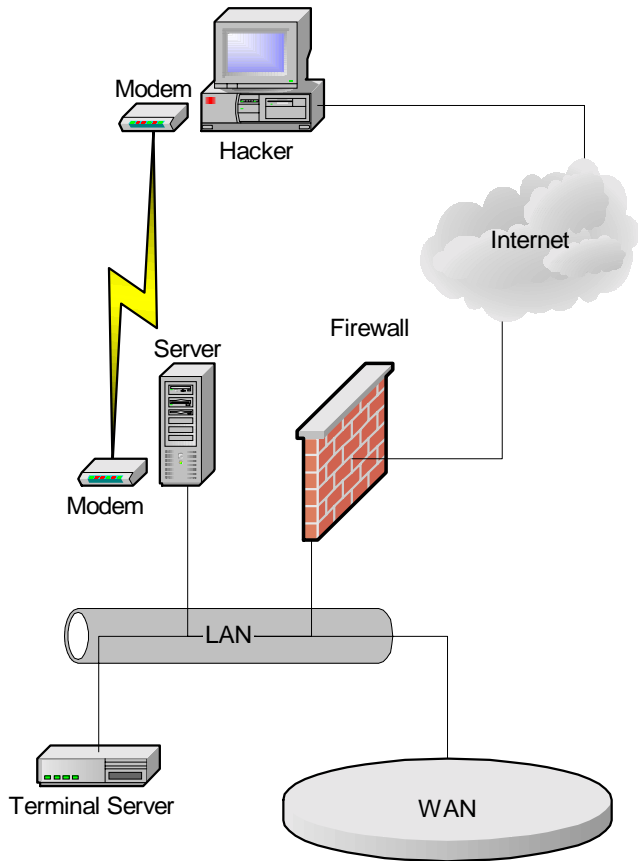 Modem
Hacker
Internet
Firewall
Server
Modem
LAN
Terminal Server
WAN